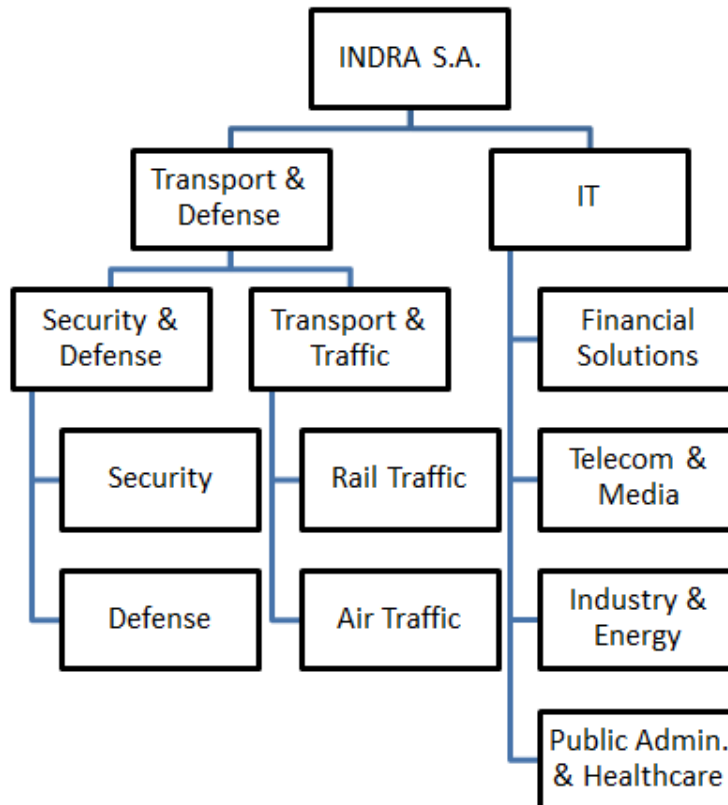 INDRA S.A.
Transport &
Defense
IT
Security &
Defense
Transport &
Traffic
Financial
Solutions
Security
Rail Traffic
Telecom &
Media
Defense
Air Traffic
Industry &
Energy
Public Admin.
& Healthcare